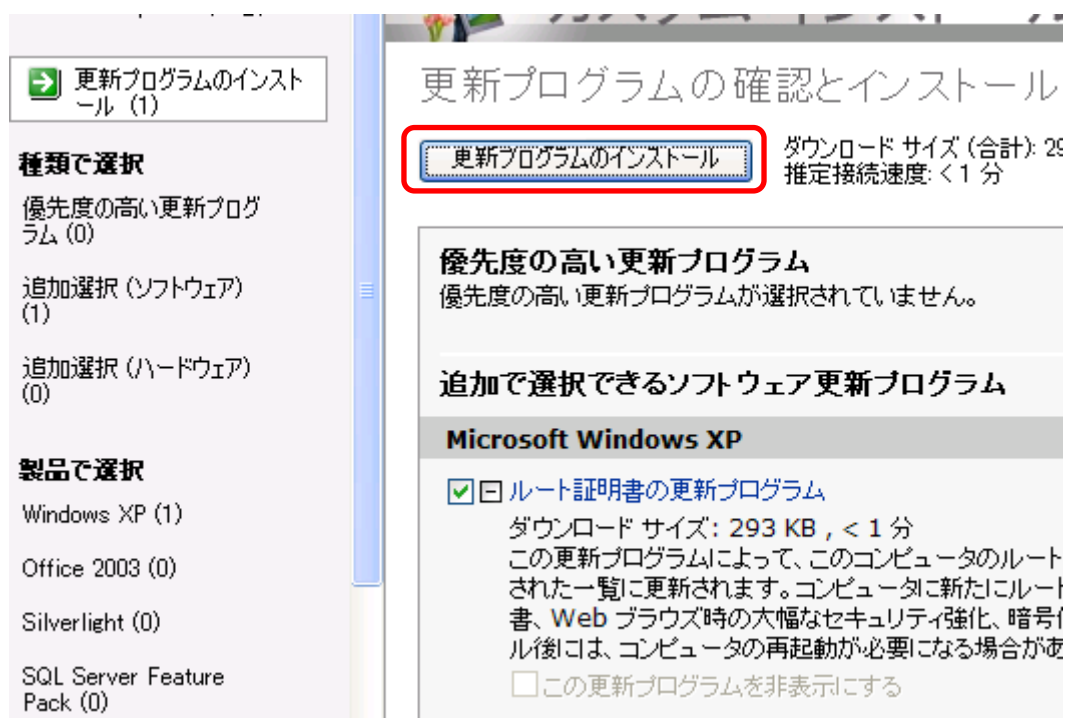 更新プログラムのインスト
ール (1)
種類で選択
優先度の高い更新プログ
ラム (0)
追加選択 (ソフトウェア)
(1)
追加選択 (ハードウェア)
(0)
製品で選択
Windows XP (1)
Office 2003 (0)
Silverlight (0)
SQL Server Feature
Pack (0)
更新プログラムの確認とインストール
更新プログラムのインストール
ダウンロード サイズ (合計): 29
推定接続速度: < 1 分
優先度の高い更新プログラム
優先度の高い更新プログラムが選択されていません。
追加で選択できるソフトウェア更新プログラム
Microsoft Windows XP
ルート証明書の更新プログラム
ダウンロード サイズ: 293 KB , < 1 分
この更新プログラムによって、このコンピュータのルート
された一覧に更新されます。コンピュータに新たにルート
書、Web ブラウズ時の大幅なセキュリティ強化、暗号
ル後には、コンピュータの再起動が必要になる場合があ
この更新プログラムを非表示にする